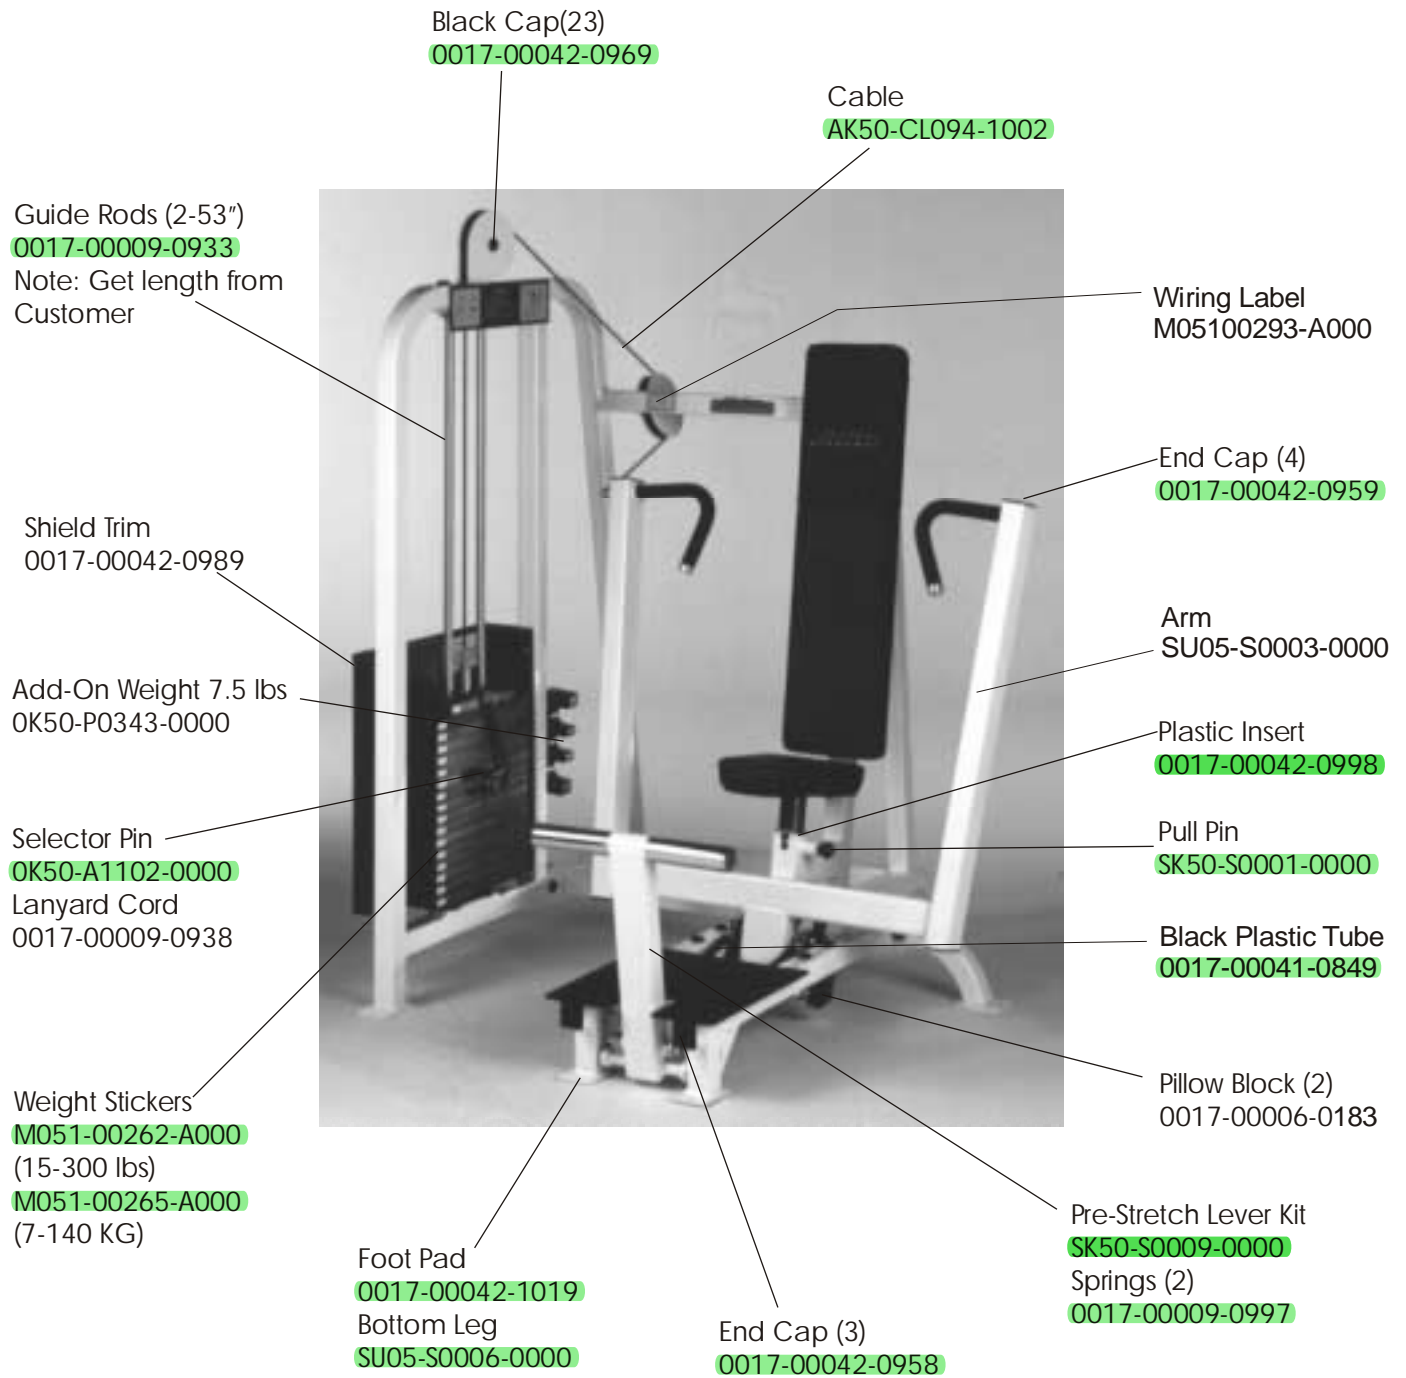 Black Cap(23)
0017-00042-0969
Cable
AK50-CL094-1002
Guide Rods (2-53")
0017-00009-0933
Note: Get length from
Customer
Wiring Label
M05100293-A000
End Cap (4)
0017-00042-0959
Shield Trim
0017-00042-0989
Arm
SU05-S0003-0000
Add-On Weight 7.5 lbs
0K50-P0343-0000
Plastic Insert
0017-00042-0998
Selector Pin
0K50-A1102-0000
Lanyard Cord
0017-00009-0938
Pull Pin
SK50-S0001-0000
Black Plastic Tube
0017-00041-0849
Pillow Block (2)
0017-00006-0183
Weight Stickers
M051-00262-A000
(15-300 lbs)
M051-00265-A000
(7-140 KG)
Pre-Stretch Lever Kit
SK50-S0009-0000
Springs (2)
0017-00009-0997
Foot Pad
0017-00042-1019
Bottom Leg
SU05-S0006-0000
End Cap (3)
0017-00042-0958